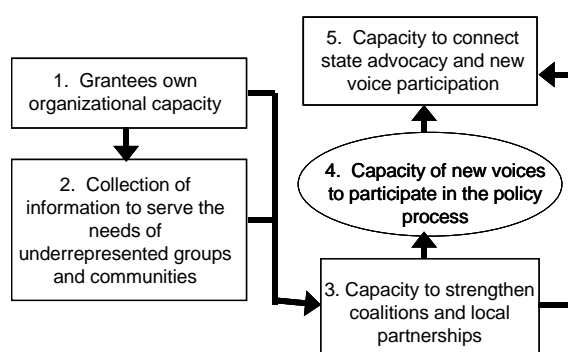 1. Grantees own
organizational capacity
2. Collection of
information to serve the
needs of
underrepresented groups
and communities
3. Capacity to strengthen
coalitions and local
partnerships
4. Capacity of new voices
to participate in the policy
process
5. Capacity to connect
state advocacy and new
voice participation